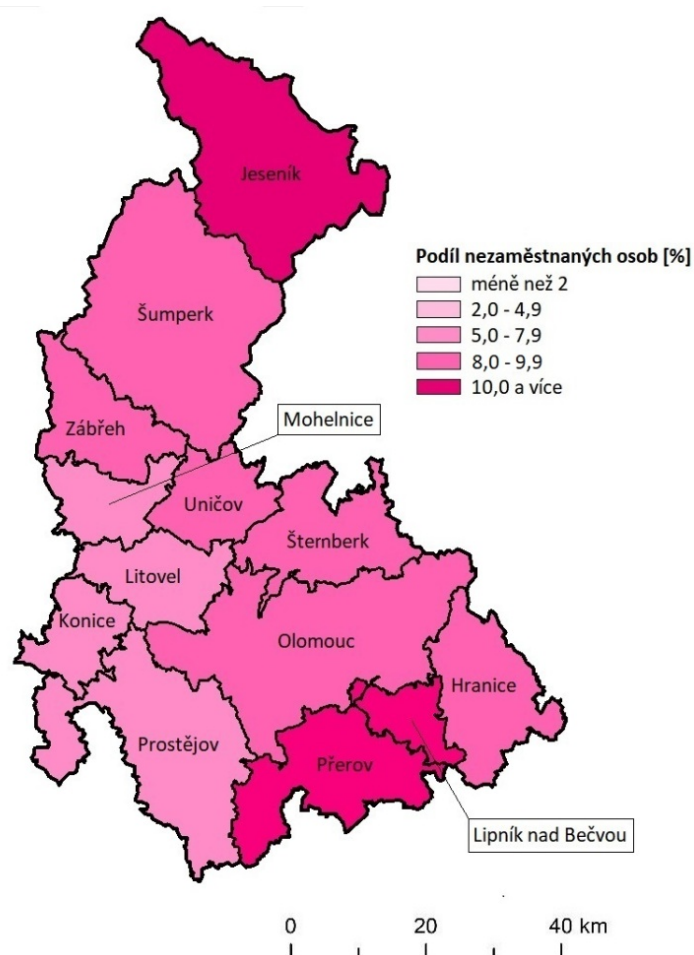 Jeseník
Podíl nezaměstnaných osob [%]
méně než 2
2,0 - 4,9
5,0 - 7,9
8,0 - 9,9
10,0 a více
Šumperk
Mohelnice
Zábřeh
Uničov
Šternberk
Litovel
Konice
Olomouc
Hranice
Prostějov
Přerov
Lipník nad Bečvou
0 20 40 km